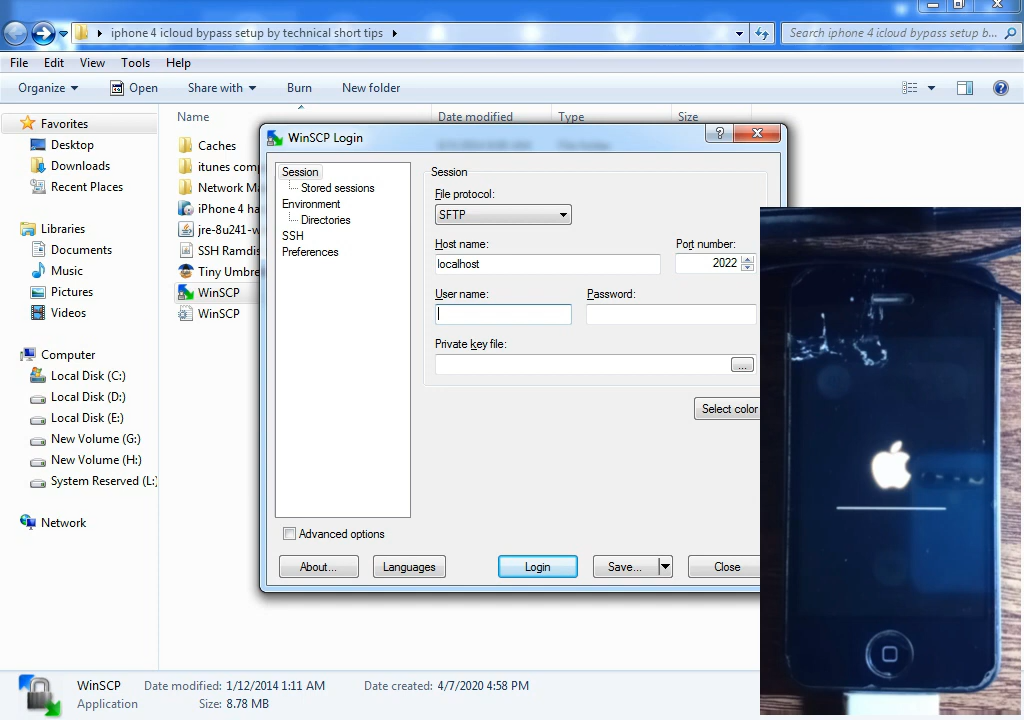 iphone 4 icloud bypass setup by technical short tips
Search iphone 4 icloud bypass setup b...
File Edit View Tools Help
Organize Open Share with Burn New folder
Name Date modified Type Size
Favorites
Desktop
Downloads
Recent Places
Libraries
Documents
Music
Pictures
Videos
Computer
Local Disk (C:)
Local Disk (D:)
Local Disk (E:)
New Volume (G:)
New Volume (H:)
System Reserved (L:)
Network
Caches
itunes com
Network M
iPhone 4 ha
jre-8u241-w
SSH Ramdis
Tiny Umbre
WinSCP
WinSCP
WinSCP Login
Session
Stored sessions
Environment
Directories
SSH
Preferences
Session
File protocol:
SFTP
Host name: Port number:
localhost 2022
User name: Password:
Private key file:
...
Select color
Advanced options
About... Languages Login Save... Close
WinSCP Date modified: 1/12/2014 1:11 AM Date created: 4/7/2020 4:58 PM
Application Size: 8.78 MB